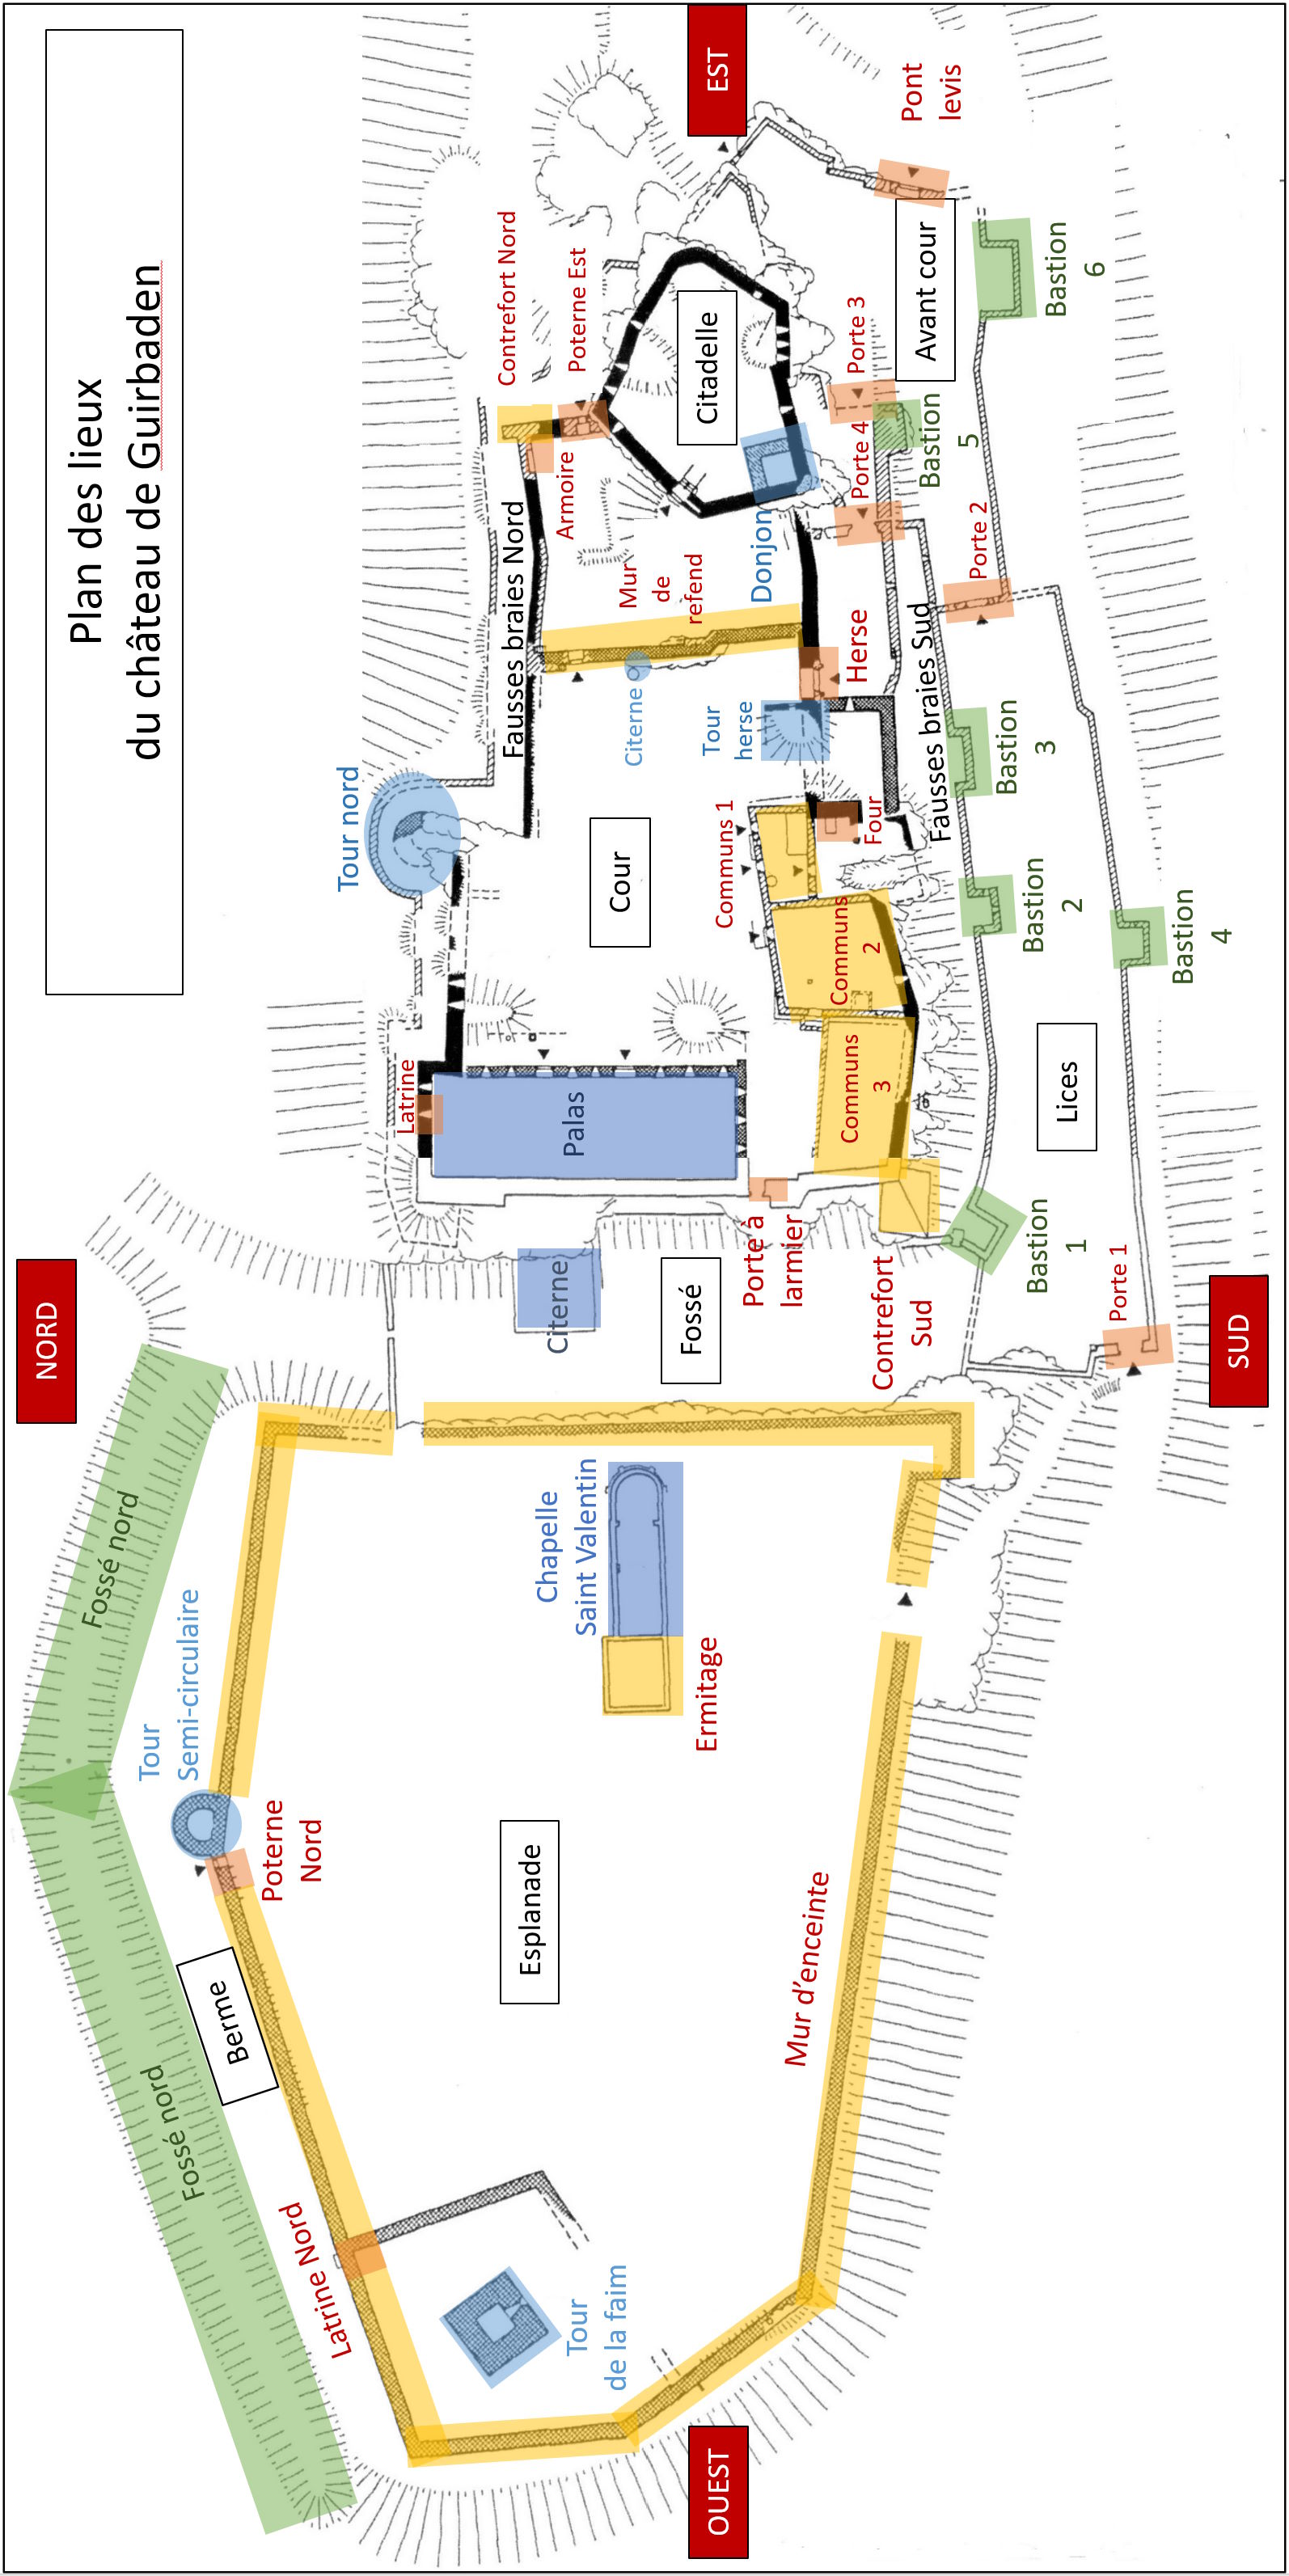 Plan des lieux
du château de Guirbaden
NORD
EST
SUD
OUEST
Fossé nord
Fossé nord
Berme
Latrine Nord
Tour
de la faim
Poterne
Nord
Tour
Semi-circulaire
Esplanade
Mur d'enceinte
Ermitage
Chapelle
Saint Valentin
Fossé
Citerne
Porte à
larmier
Contrefort
Sud
Porte 1
Latrine
Palas
Communs
3
Communs
2
Communs 1
Four
Cour
Tour nord
Tour
herse
Citerne
Herse
Mur
de
refend
Fausses braies Nord
Fausses braies Sud
Armoire
Contrefort Nord
Poterne Est
Donjon
Citadelle
Porte 4
Porte 3
Avant cour
Pont
levis
Porte 2
Lices
Bastion
1
Bastion
2
Bastion
3
Bastion
4
Bastion
5
Bastion
6